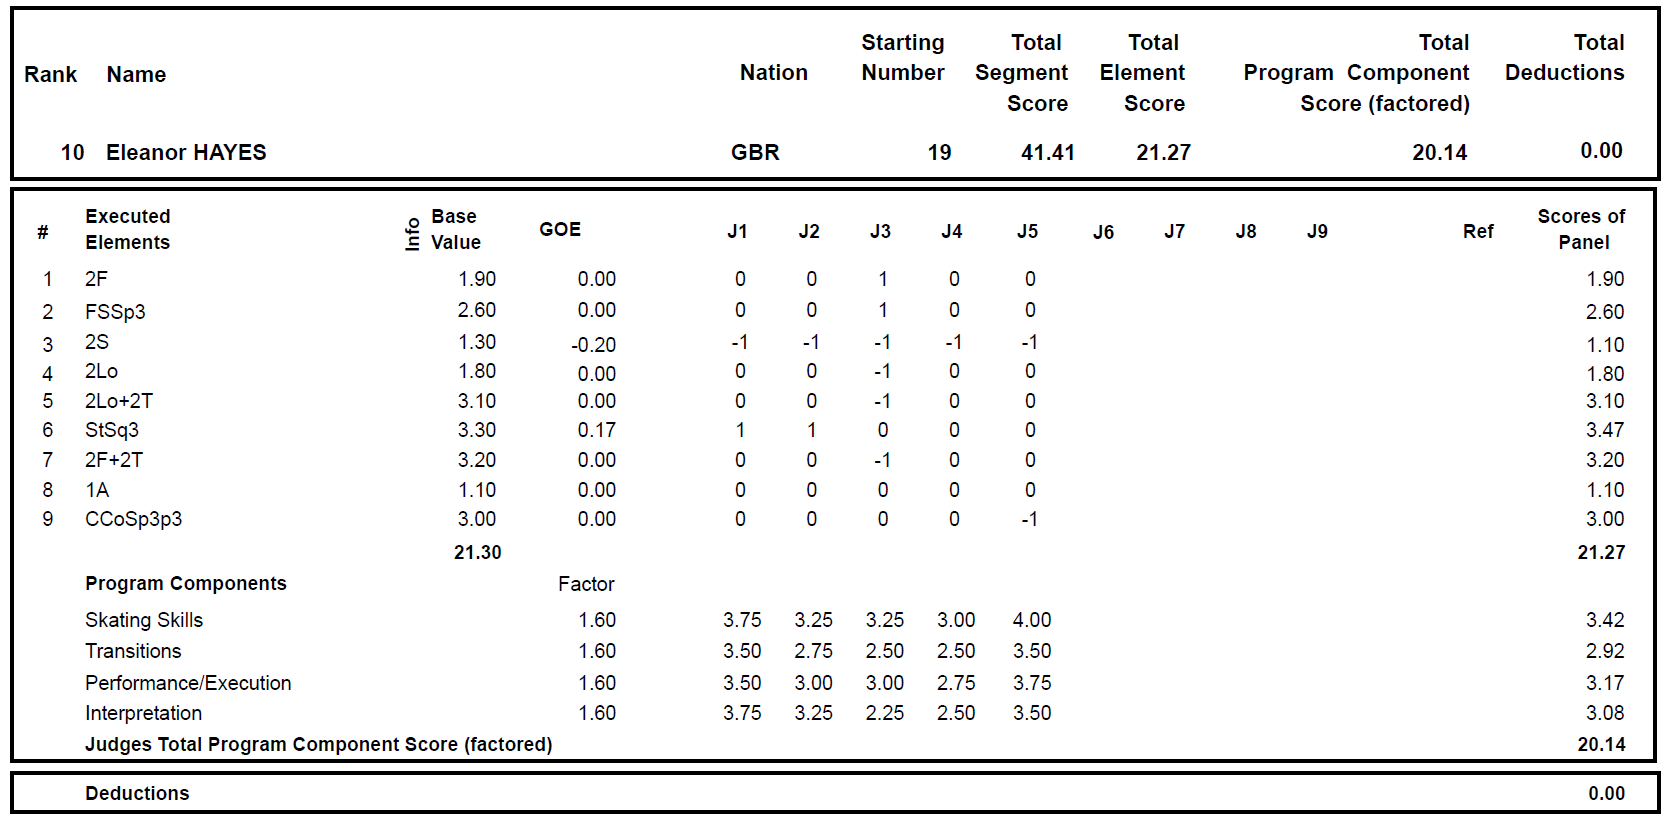 Rank Name Nation Starting Number Total Segment Score Total Element Score Total Program Component Score (factored) Total Deductions
10 Eleanor HAYES GBR 19 41.41 21.27 20.14 0.00
# Executed Elements Info Base Value GOE J1 J2 J3 J4 J5 J6 J7 J8 J9 Ref Scores of Panel
1 2F 1.90 0.00 0 0 1 0 0 1.90
2 FSSp3 2.60 0.00 0 0 1 0 0 2.60
3 2S 1.30 -0.20 -1 -1 -1 -1 -1 1.10
4 2Lo 1.80 0.00 0 0 -1 0 0 1.80
5 2Lo+2T 3.10 0.00 0 0 -1 0 0 3.10
6 StSq3 3.30 0.17 1 1 0 0 0 3.47
7 2F+2T 3.20 0.00 0 0 -1 0 0 3.20
8 1A 1.10 0.00 0 0 0 0 0 1.10
9 CCoSp3p3 3.00 0.00 0 0 0 0 -1 3.00
21.30 21.27
Program Components Factor
Skating Skills 1.60 3.75 3.25 3.25 3.00 4.00 3.42
Transitions 1.60 3.50 2.75 2.50 2.50 3.50 2.92
Performance/Execution 1.60 3.50 3.00 3.00 2.75 3.75 3.17
Interpretation 1.60 3.75 3.25 2.25 2.50 3.50 3.08
Judges Total Program Component Score (factored) 20.14
Deductions 0.00